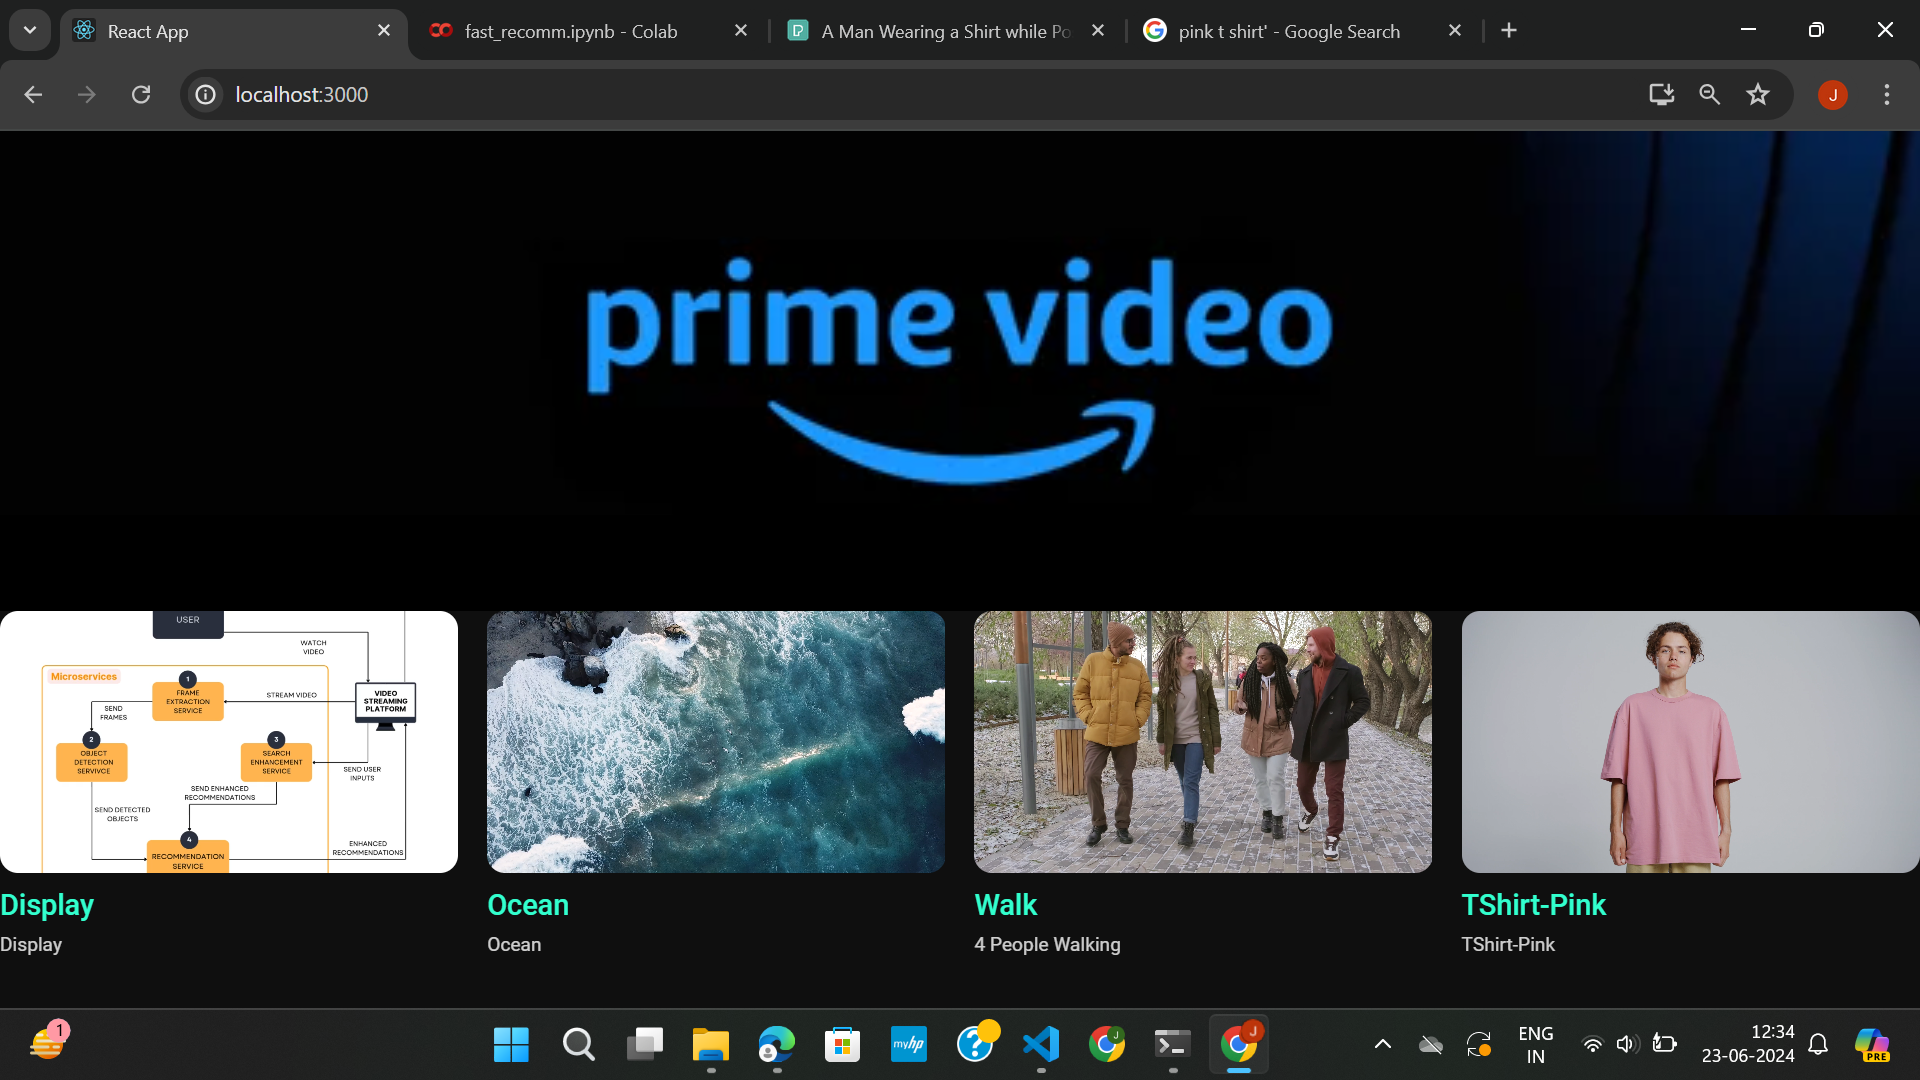 React App
fast_recomm.ipynb - Colab
A Man Wearing a Shirt while Po
pink t shirt' - Google Search
localhost:3000
J
prime video
USER
WATCH
VIDEO
Microservices
1
FRAME
EXTRACTION
SERVICE
STREAM VIDEO
VIDEO
STREAMING
PLATFORM
SEND
FRAMES
2
OBJECT
DETECTION
SERVIVCE
3
SEARCH
ENHANCEMENT
SERVICE
SEND USER
INPUTS
SEND ENHANCED
RECOMMENDATIONS
SEND DETECTED
OBJECTS
4
RECOMMENDATION
SERVICE
ENHANCED
RECOMMENDATIONS
Display
Display
Ocean
Ocean
Walk
4 People Walking
TShirt-Pink
TShirt-Pink
1
myhp
?
J
J
ENG
IN
12:34
23-06-2024
PRE